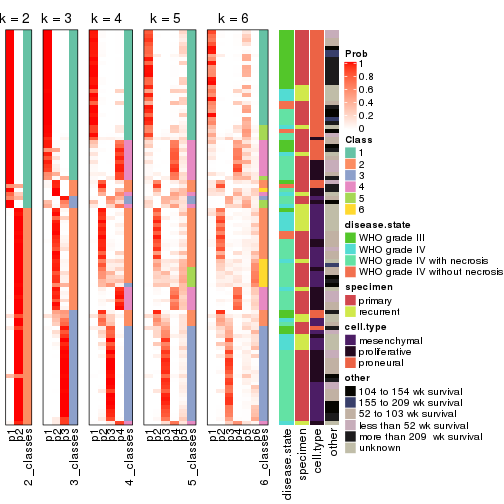 k = 2 k = 3 k = 4 k = 5 k = 6
Prob
1
0.8
0.6
0.4
0.2
0
Class
1
2
3
4
5
6
disease.state
WHO grade III
WHO grade IV
WHO grade IV with necrosis
WHO grade IV without necrosis
specimen
primary
recurrent
cell.type
mesenchymal
proliferative
proneural
other
104 to 154 wk survival
155 to 209 wk survival
52 to 103 wk survival
less than 52 wk survival
more than 209 wk survival
unknown
p1
p2
2_classes
p1
p2
p3
3_classes
p1
p2
p3
p4
4_classes
p1
p2
p3
p4
5_classes
p1
p2
p3
p4
p6
6_classes
disease.state
specimen
cell.type
other